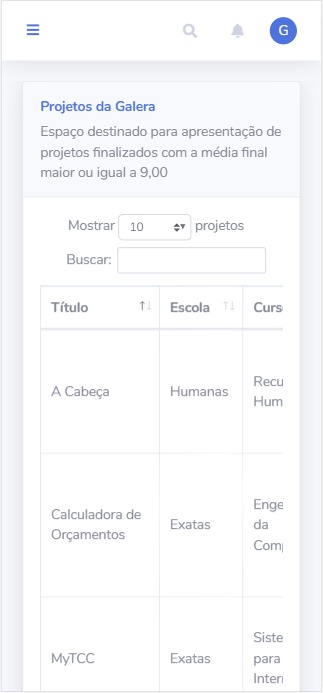 G
Projetos da Galera
Espaço destinado para apresentação de
projetos finalizados com a média final
maior ou igual a 9,00
Mostrar 10 projetos
Buscar:
Título Escola Curs
A Cabeça Humanas Recu
Hum
Calculadora de
Orçamentos Exatas Enge
da
Comp
MyTCC Exatas Siste
para
Inter